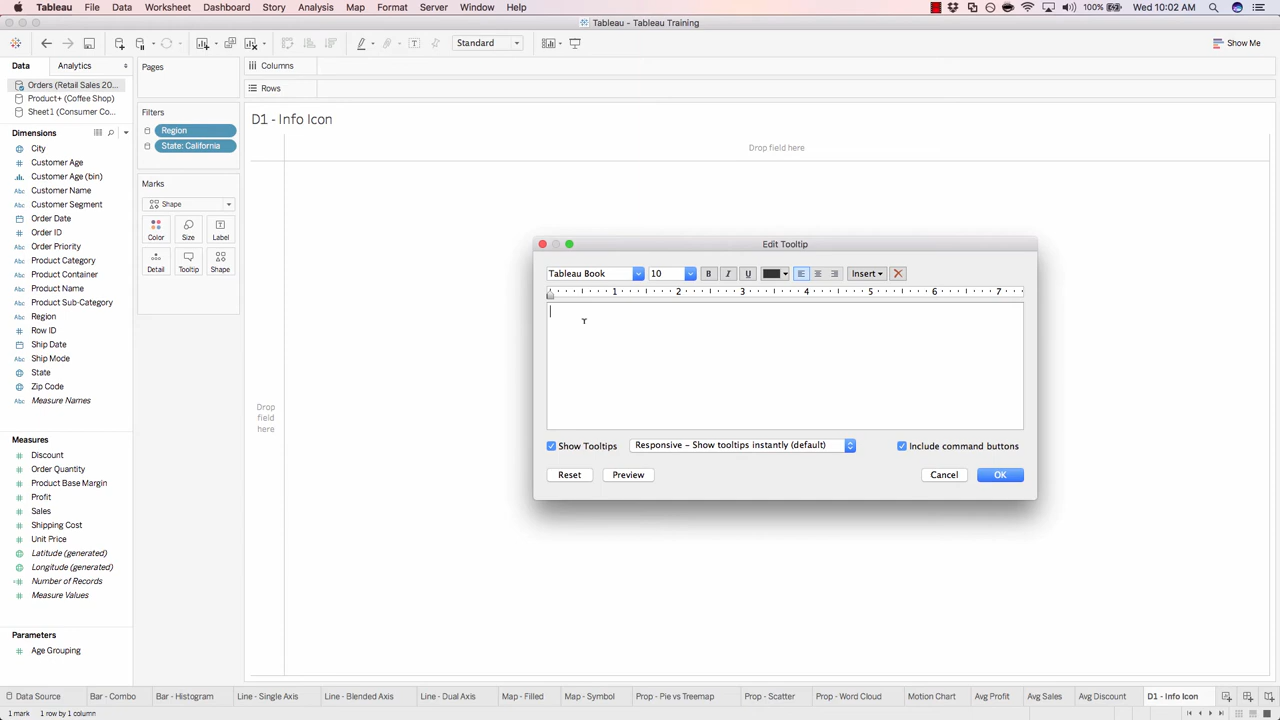 Tableau File Data Worksheet Dashboard Story Analysis Map Format Server Window Help 100% Wed 10:02 AM
Tableau - Tableau Training
Standard Show Me
Data Analytics
Orders (Retail Sales 20...
Product+ (Coffee Shop)
Sheet1 (Consumer Co...
Dimensions
City
Customer Age
Customer Age (bin)
Abc Customer Name
Abc Customer Segment
Order Date
Order ID
Abc Order Priority
Abc Product Category
Abc Product Container
Abc Product Name
Abc Product Sub-Category
Abc Region
Row ID
Ship Date
Abc Ship Mode
State
Zip Code
Abc Measure Names
Measures
Discount
Order Quantity
Product Base Margin
Profit
Sales
Shipping Cost
Unit Price
Latitude (generated)
Longitude (generated)
Number of Records
Measure Values
Parameters
Age Grouping
Pages
Filters
Region
State: California
Marks
Shape
Color Size Label
Detail Tooltip Shape
Columns
Rows
D1 - Info Icon
Drop field here
Drop
field
here
Edit Tooltip
Tableau Book 10 B I U Insert
1 2 3 4 5 6 7
Show Tooltips Responsive – Show tooltips instantly (default) Include command buttons
Reset Preview Cancel OK
Data Source Bar - Combo Bar - Histogram Line - Single Axis Line - Blended Axis Line - Dual Axis Map - Filled Map - Symbol Prop - Pie vs Treemap Prop - Scatter Prop - Word Cloud Motion Chart Avg Profit Avg Sales Avg Discount D1 - Info Icon
1 mark 1 row by 1 column